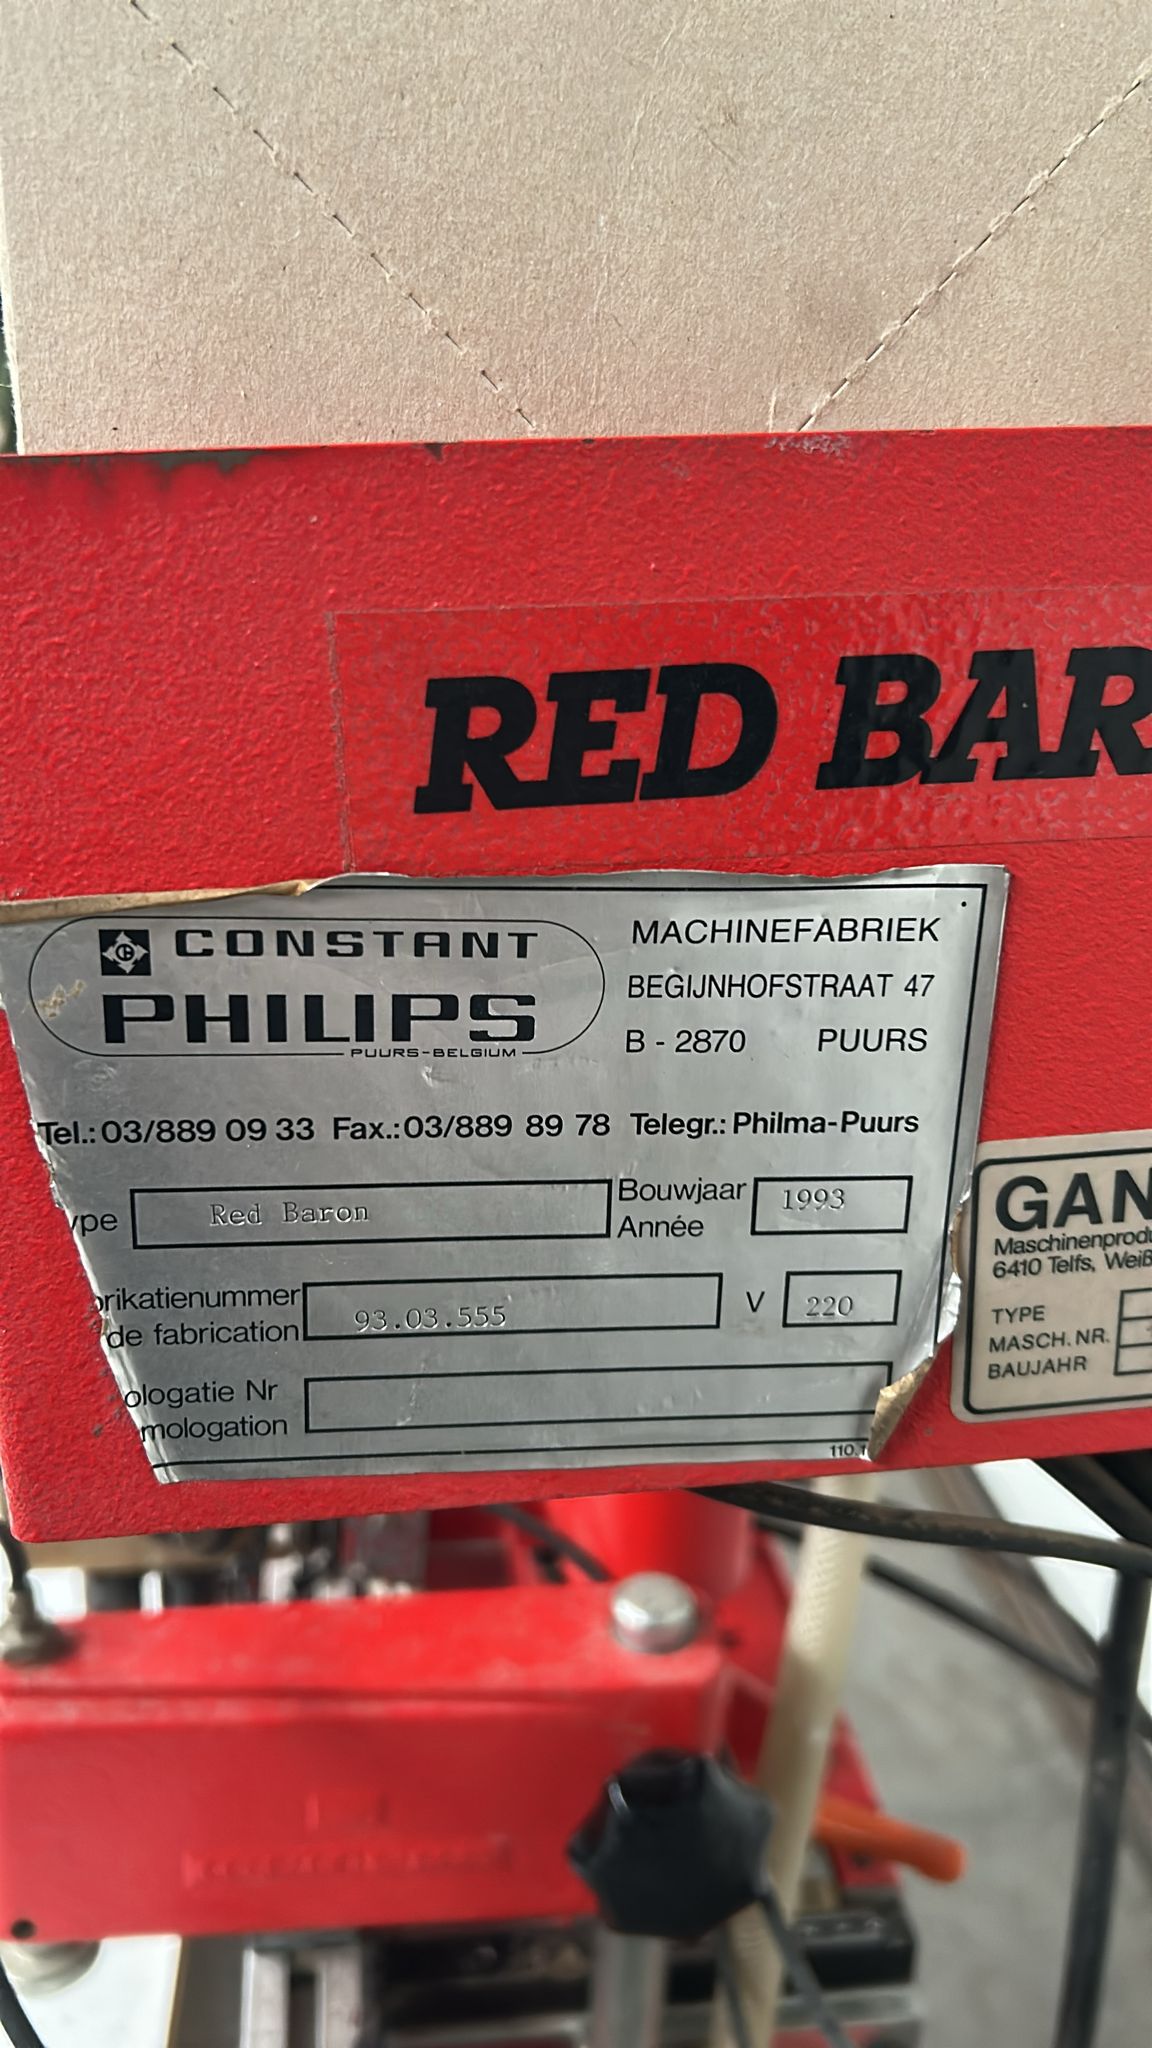 RED BAR
CONSTANT
PHILIPS
PUURS-BELGIUM
MACHINEFABRIEK
BEGIJNHOFSTRAAT 47
B - 2870 PUURS
Tel.: 03/889 09 33 Fax.: 03/889 89 78 Telegr.: Philma-Puurs
ype Red Baron
Bouwjaar
Année
1993
rikatienummer
de fabrication
93.03.555
V 220
ologatie Nr
mologation
110.1
GAN
Maschinenprodu
6410 Telfs, Weiß
TYPE
MASCH. NR.
BAUJAHR